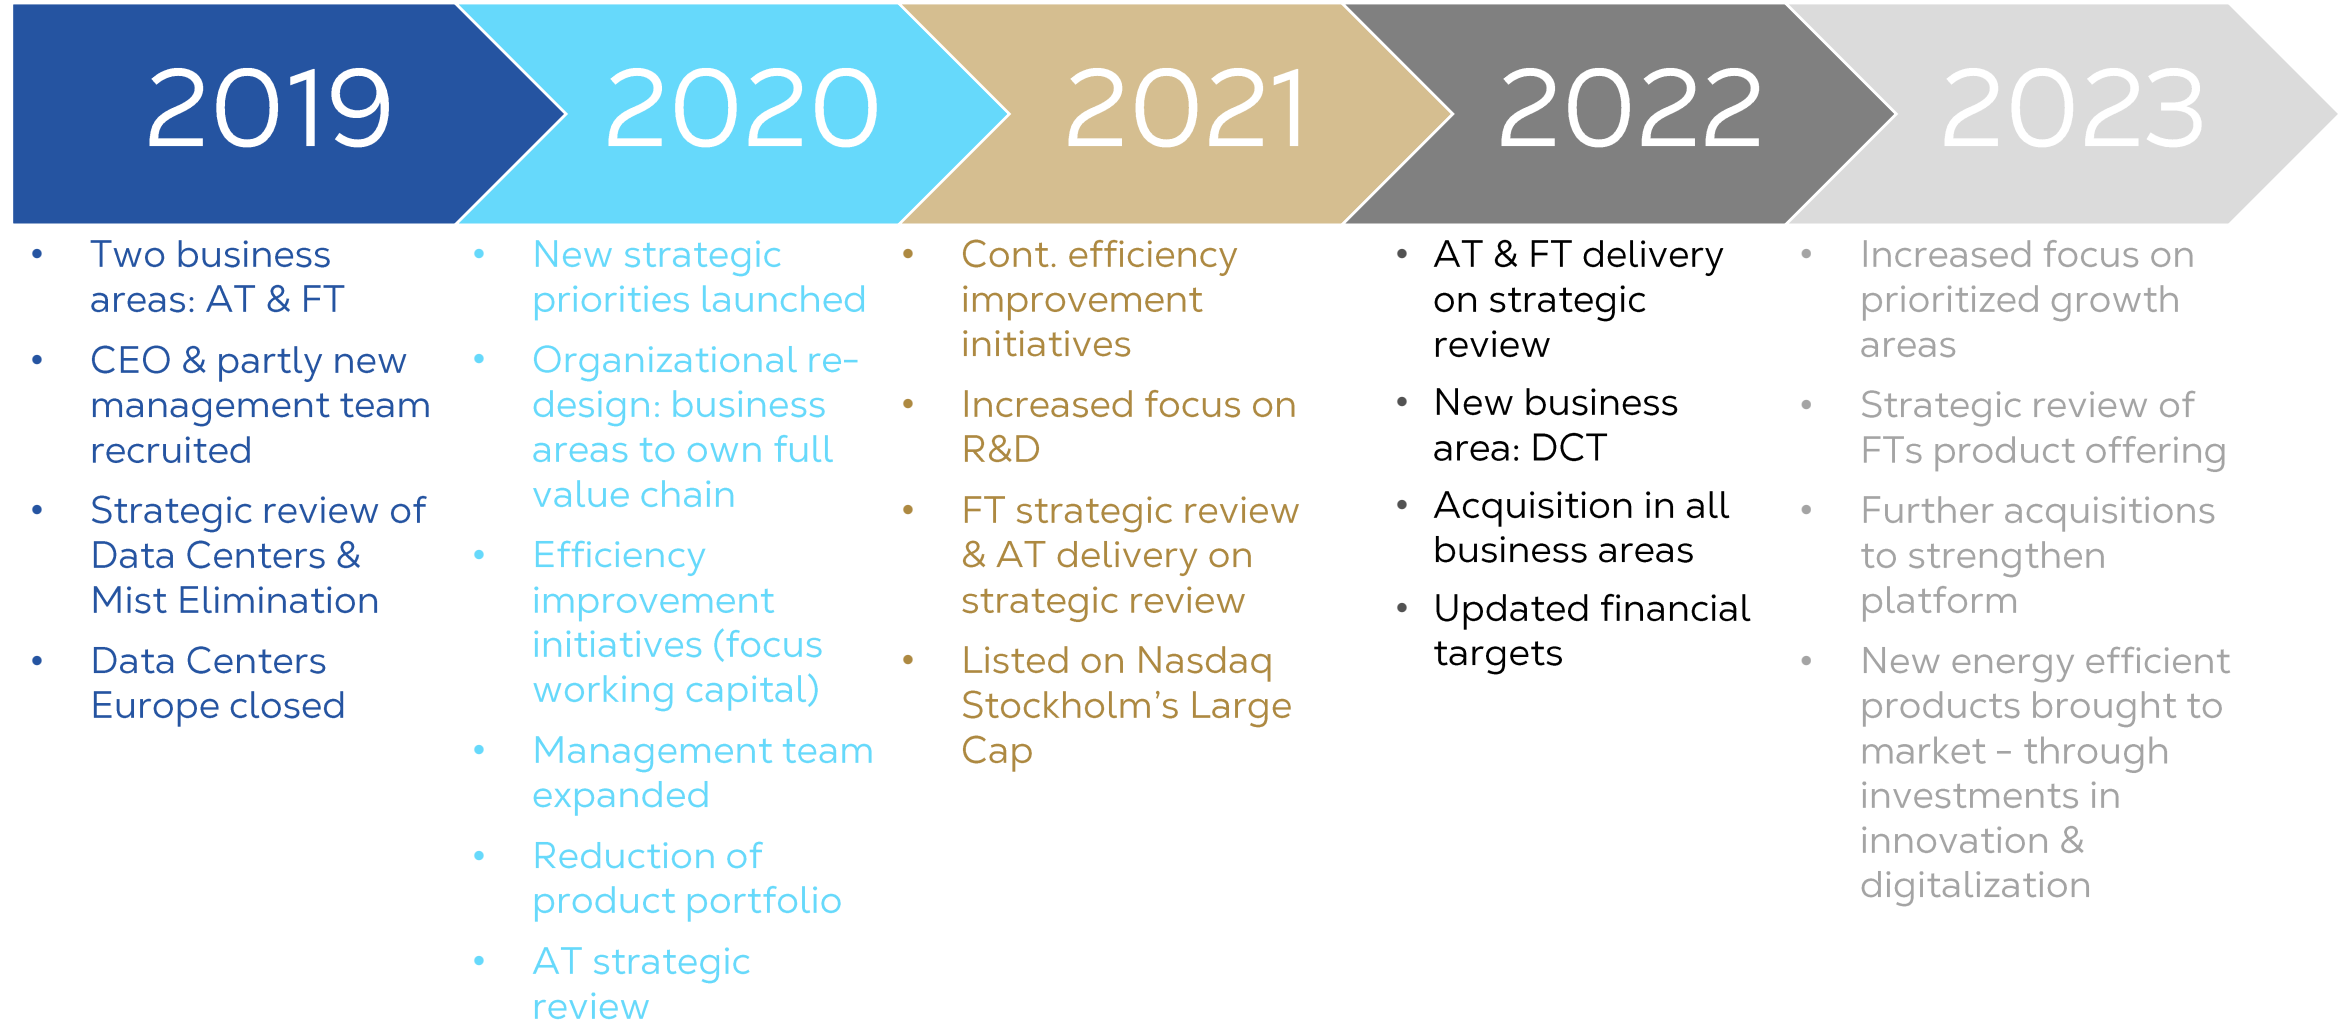 2019
2020
2021
2022
2023
• Two business
areas: AT & FT
• CEO & partly new
management team
recruited
• Strategic review of
Data Centers &
Mist Elimination
• Data Centers
Europe closed
• New strategic
priorities launched
• Organizational re-
design: business
areas to own full
value chain
• Efficiency
improvement
initiatives (focus
working capital)
• Management team
expanded
• Reduction of
product portfolio
• AT strategic
review
• Cont. efficiency
improvement
initiatives
• Increased focus on
R&D
• FT strategic review
& AT delivery on
strategic review
• Listed on Nasdaq
Stockholm’s Large
Cap
• AT & FT delivery
on strategic
review
• New business
area: DCT
• Acquisition in all
business areas
• Updated financial
targets
• Increased focus on
prioritized growth
areas
• Strategic review of
FTs product offering
• Further acquisitions
to strengthen
platform
• New energy efficient
products brought to
market – through
investments in
innovation &
digitalization